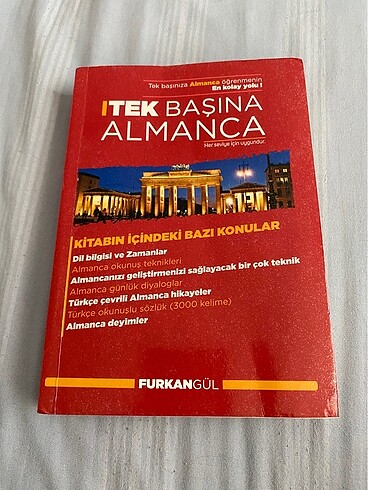 Tek başınıza Almanca öğrenmenin
En kolay yolu !
TEK BAŞINA
ALMANCA
Her seviye için uygundur.
KİTABIN İÇİNDEKİ BAZI KONULAR
Dil bilgisi ve Zamanlar
Almanca okunuş teknikleri
Almancanızı geliştirmenizi sağlayacak bir çok teknik
Almanca günlük diyaloglar
Türkçe çevrili Almanca hikayeler
Türkçe okunuşlu sözlük (3000 kelime)
Almanca deyimler
FURKANGÜL